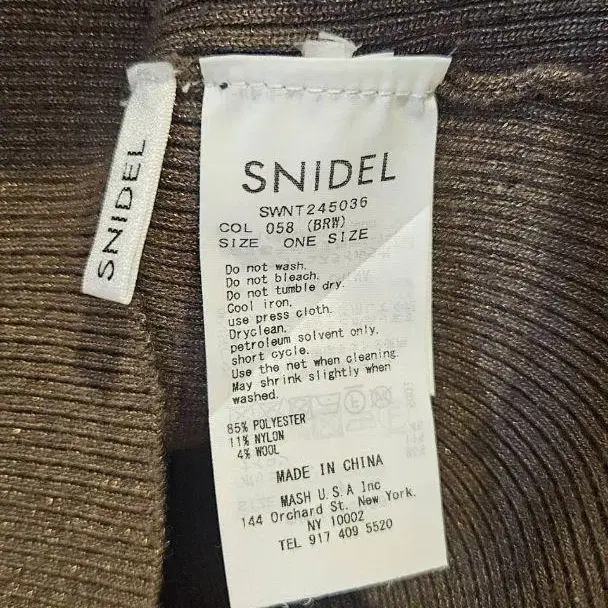 SNIDEL
SNIDEL
SWNT245036
COL 058 (BRW)
SIZE ONE SIZE
Do not wash.
Do not bleach.
Do not tumble dry.
Cool iron,
use press cloth.
Dryclean,
petroleum solvent only.
short cycle.
Use the net when cleaning.
May shrink slightly when
washed.
85% POLYESTER
11% NYLON
4% WOOL
MADE IN CHINA
MASH U.S.A Inc
144 Orchard St. New York.
NY 10002
TEL 917 409 5520